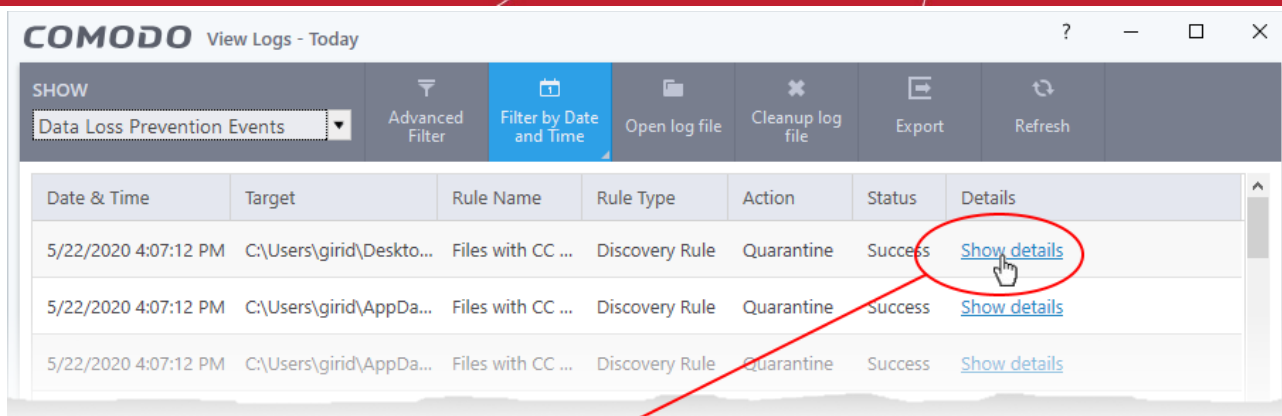 COMODO View Logs - Today ?
SHOW
Data Loss Prevention Events
Advanced Filter
Filter by Date and Time
Open log file
Cleanup log file
Export
Refresh
Date & Time Target Rule Name Rule Type Action Status Details
5/22/2020 4:07:12 PM C:\Users\girid\Deskto... Files with CC ... Discovery Rule Quarantine Success Show details
5/22/2020 4:07:12 PM C:\Users\girid\AppDa... Files with CC ... Discovery Rule Quarantine Success Show details
5/22/2020 4:07:12 PM C:\Users\girid\AppDa... Files with CC ... Discovery Rule Quarantine Success Show details